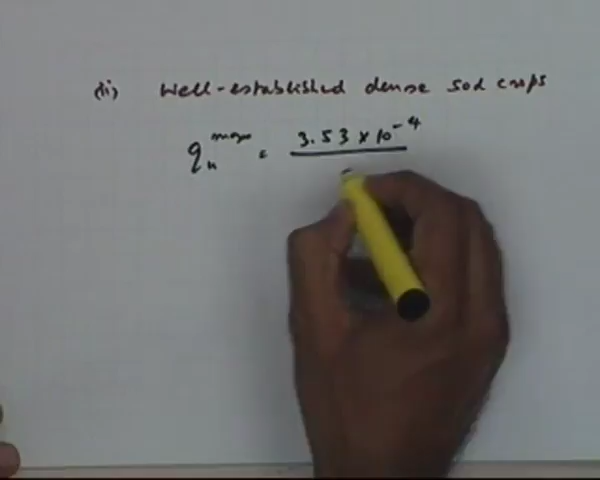 (ii) Well-established dense sod crops
q_u^max = 3.53 × 10^-4